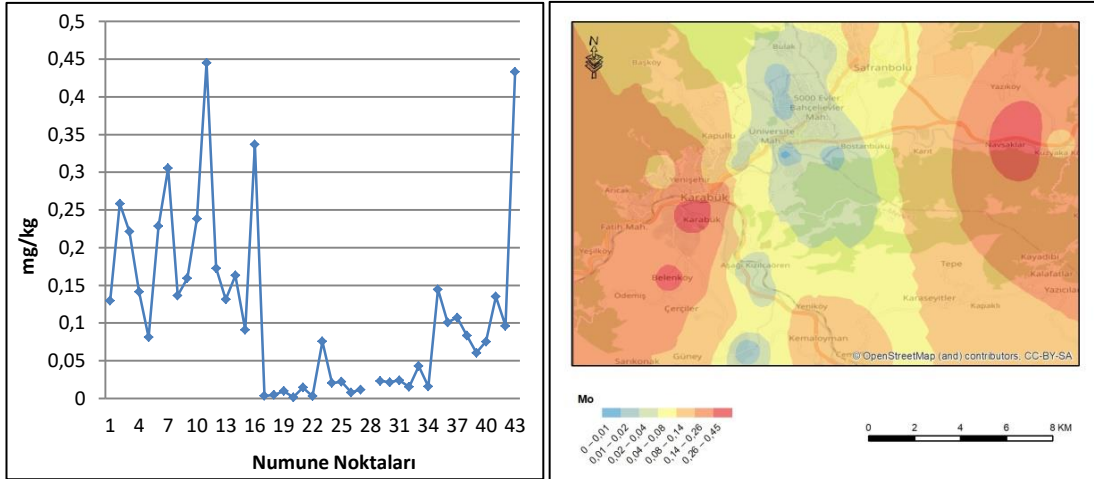 0,5
0,45
0,4
0,35
0,3
0,25
0,2
0,15
0,1
0,05
0
mg/kg
1 4 7 10 13 16 19 22 25 28 31 34 37 40 43
Numune Noktaları
N
Bulak
Başköy
Safranbolu
Yazıköy
5000 Evler
Bahçelievler
Mah.
Kapullu
Üniversite
Mah.
Bostanbükü
Karıt
Navsaklar
Kuzyaka
Yenişehir
Karabük
Karabük
Fatih Mah.
Yeşilköy
Belenköy
Aşağı Kızılcaören
Tepe
Kayadibi
Kalafatlar
Yazıcılar
Ödemiş
Çerçiler
Yeniköy
Karaseyitler
Kapaklı
Kemaroyman
Güney
© OpenStreetMap (and) contributors, CC-BY-SA
Mo
0 – 0,01
0,01 – 0,02
0,02 – 0,04
0,04 – 0,08
0,08 – 0,14
0,14 – 0,26
0,26 – 0,45
0 2 4 6 8 KM